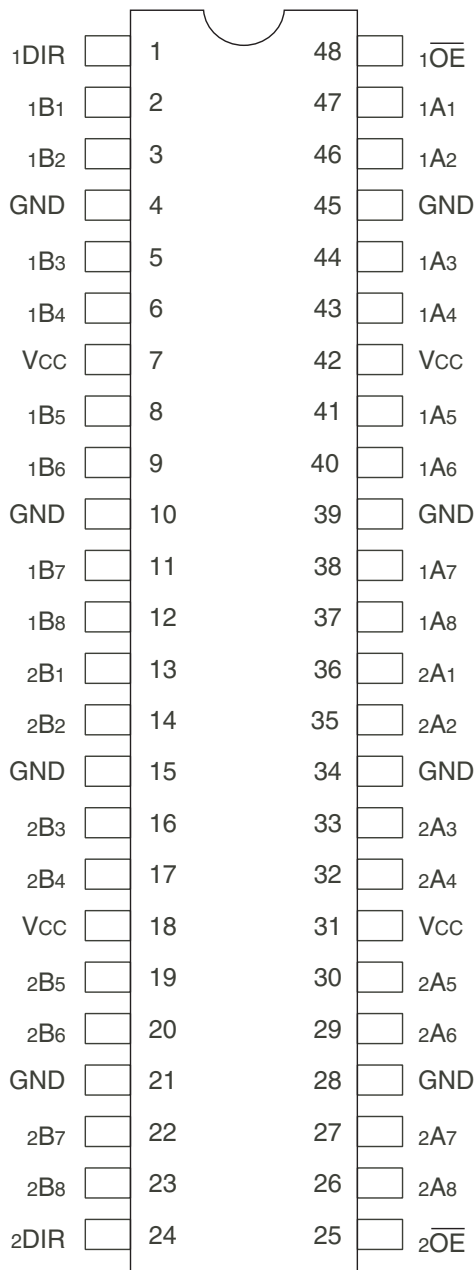 1DIR 1 48 1O̅E̅
1B1 2 47 1A1
1B2 3 46 1A2
GND 4 45 GND
1B3 5 44 1A3
1B4 6 43 1A4
VCC 7 42 VCC
1B5 8 41 1A5
1B6 9 40 1A6
GND 10 39 GND
1B7 11 38 1A7
1B8 12 37 1A8
2B1 13 36 2A1
2B2 14 35 2A2
GND 15 34 GND
2B3 16 33 2A3
2B4 17 32 2A4
VCC 18 31 VCC
2B5 19 30 2A5
2B6 20 29 2A6
GND 21 28 GND
2B7 22 27 2A7
2B8 23 26 2A8
2DIR 24 25 2O̅E̅